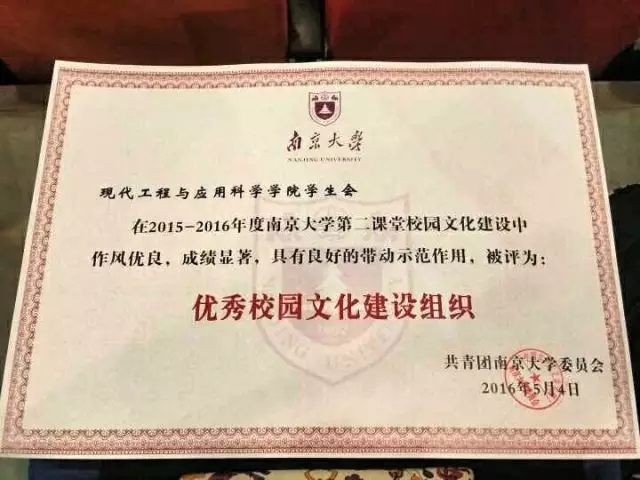 南京大学
NANJING UNIVERSITY
现代工程与应用科学学院学生会
在2015-2016年度南京大学第二课堂校园文化建设中
作风优良，成绩显著，具有良好的带动示范作用，被评为：
优秀校园文化建设组织
共青团南京大学委员会
2016年5月4日